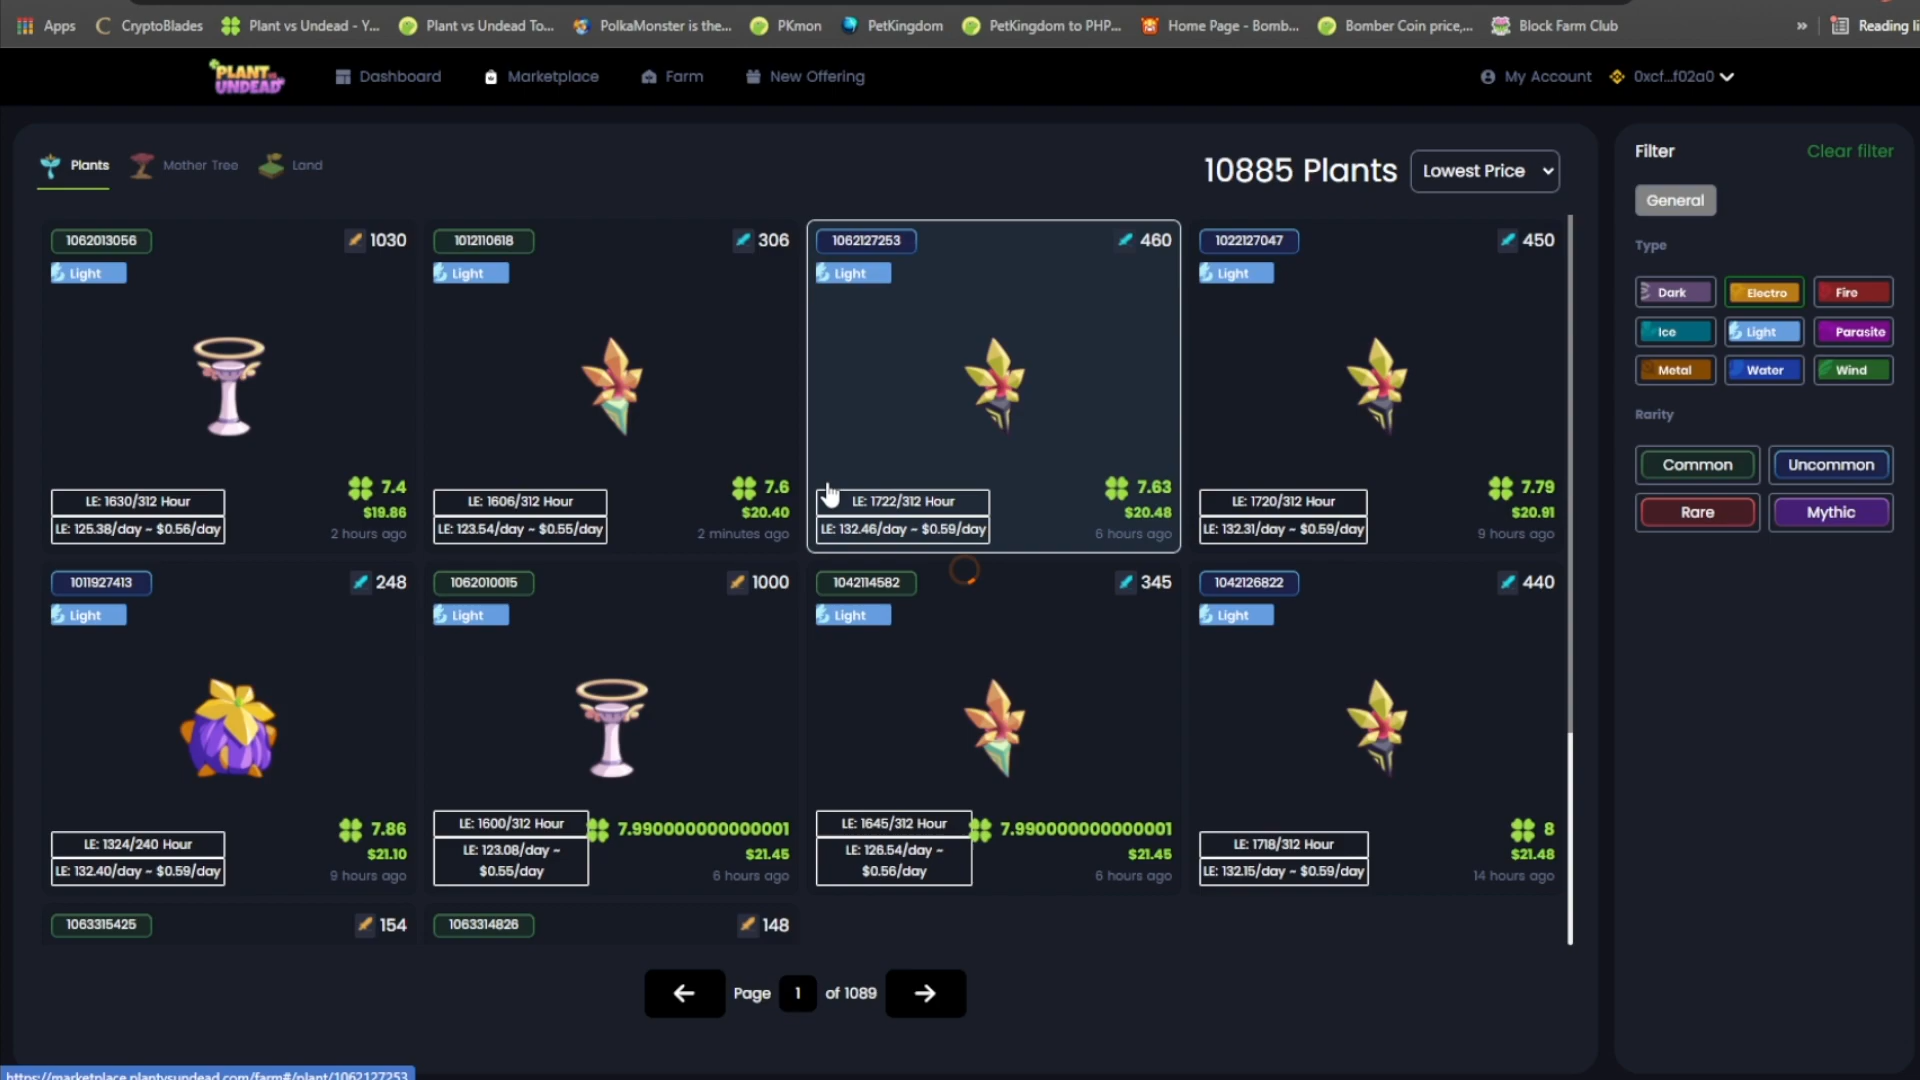 Apps CryptoBlades Plant vs Undead - Y... Plant vs Undead To... PolkaMonster is the... PKmon PetKingdom PetKingdom to PHP... Home Page - Bomb... Bomber Coin price,... Block Farm Club » Reading li
PLANT UNDEAD Dashboard Marketplace Farm New Offering My Account 0xcf...f02a0
Plants Mother Tree Land 10885 Plants Lowest Price
Filter Clear filter
General
Type
Dark Electro Fire
Ice Light Parasite
Metal Water Wind
Rarity
Common Uncommon
Rare Mythic
1062013056 1030
Light
LE: 1630/312 Hour
LE: 125.38/day ~ $0.56/day
7.4
$19.86
2 hours ago
1012110618 306
Light
LE: 1606/312 Hour
LE: 123.54/day ~ $0.55/day
7.6
$20.40
2 minutes ago
1062127253 460
Light
LE: 1722/312 Hour
LE: 132.46/day ~ $0.59/day
7.63
$20.48
6 hours ago
1022127047 450
Light
LE: 1720/312 Hour
LE: 132.31/day ~ $0.59/day
7.79
$20.91
9 hours ago
1011927413 248
Light
LE: 1324/240 Hour
LE: 132.40/day ~ $0.59/day
7.86
$21.10
9 hours ago
1062010015 1000
Light
LE: 1600/312 Hour
LE: 123.08/day ~
$0.55/day
7.990000000000001
$21.45
6 hours ago
1042114582 345
Light
LE: 1645/312 Hour
LE: 126.54/day ~
$0.56/day
7.990000000000001
$21.45
6 hours ago
1042126822 440
Light
LE: 1718/312 Hour
LE: 132.15/day ~ $0.59/day
8
$21.48
14 hours ago
1063315425 154
1063314826 148
Page 1 of 1089
https://marketplace.plantvsundead.com/farm#/plant/1062127253